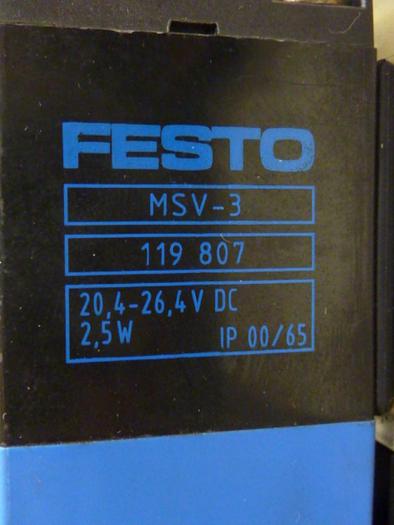 FESTO
MSV-3
119 807
20,4-26,4V DC
2,5W IP 00/65